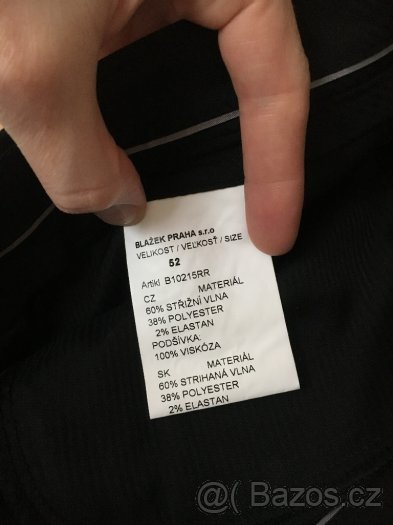 BLAŽEK PRAHA s.r.o
VELIKOST / VEĽKOSŤ / SIZE
52
Artikl B10215RR
CZ MATERIÁL
60% STŘIŽNÍ VLNA
38% POLYESTER
2% ELASTAN
PODŠÍVKA:
100% VISKÓZA
SK MATERIÁL
60% STRIHANÁ VLNA
38% POLYESTER
2% ELASTAN
@( Bazoš.cz